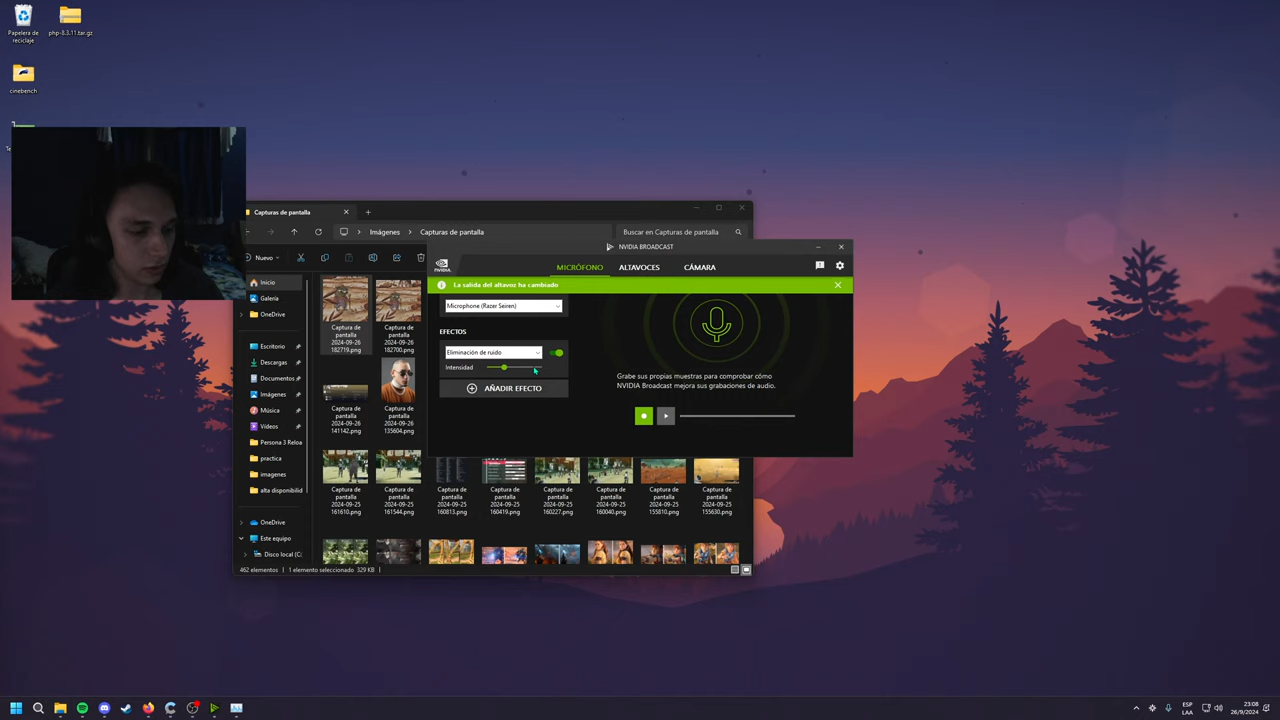 Papelera de
reciclaje
php-8.3.11.tar.gz
cinebench
Capturas de pantalla
Imágenes
Capturas de pantalla
Buscar en Capturas de pantalla
Nuevo
Inicio
Galería
OneDrive
Escritorio
Descargas
Documentos
Imágenes
Música
Vídeos
Persona 3 Reloa
practica
imagenes
alta disponibilid
OneDrive
Este equipo
Disco local (C:
Captura de
pantalla
2024-09-26
182719.png
Captura de
pantalla
2024-09-26
182700.png
Captura de
pantalla
2024-09-26
141142.png
Captura de
pantalla
2024-09-26
135604.png
Captura de
pantalla
2024-09-25
161610.png
Captura de
pantalla
2024-09-25
161544.png
Captura de
pantalla
2024-09-25
160813.png
Captura de
pantalla
2024-09-25
160419.png
Captura de
pantalla
2024-09-25
160227.png
Captura de
pantalla
2024-09-25
160040.png
Captura de
pantalla
2024-09-25
155810.png
Captura de
pantalla
2024-09-25
155630.png
462 elementos
1 elemento seleccionado 329 KB
NVIDIA BROADCAST
NVIDIA.
MICRÓFONO
ALTAVOCES
CÁMARA
La salida del altavoz ha cambiado
Microphone (Razer Seiren)
EFECTOS
Eliminación de ruido
Intensidad
AÑADIR EFECTO
Grabe sus propias muestras para comprobar cómo
NVIDIA Broadcast mejora sus grabaciones de audio.
ESP
LAA
23:08
26/9/2024